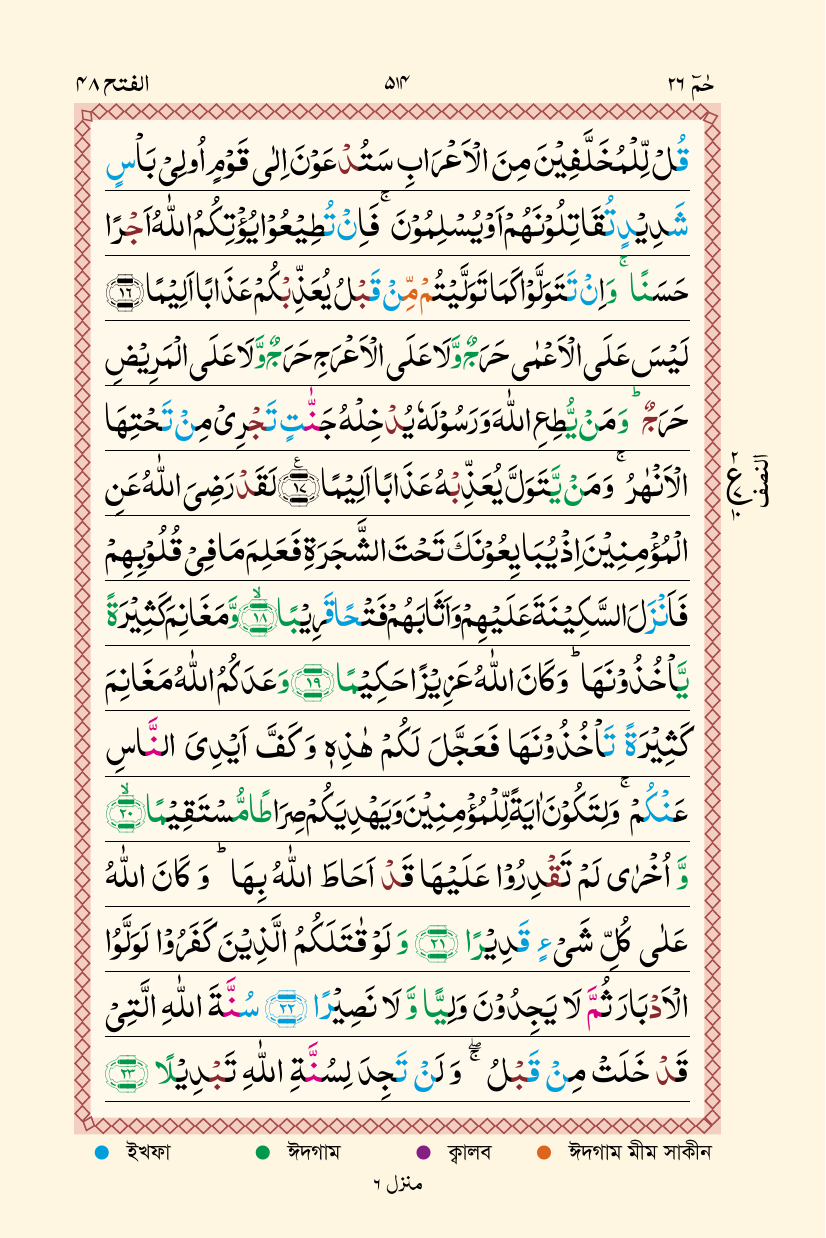 حٰمٓ ٢٦ ٥١٤ الفتح ٤٨
قُلْ لِّلْمُخَلَّفِيْنَ مِنَ الْاَعْرَابِ سَتُدْعَوْنَ اِلٰى قَوْمٍ اُولِىْ بَاْسٍ
شَدِيْدٍ تُقَاتِلُوْنَهُمْ اَوْ يُسْلِمُوْنَ ۚ فَاِنْ تُطِيْعُوْا يُؤْتِكُمُ اللّٰهُ اَجْرًا
حَسَنًا ۚ وَاِنْ تَتَوَلَّوْا كَمَا تَوَلَّيْتُمْ مِّنْ قَبْلُ يُعَذِّبْكُمْ عَذَابًا اَلِيْمًا ﴿١٦﴾
لَيْسَ عَلَى الْاَعْمٰى حَرَجٌ وَّلَا عَلَى الْاَعْرَجِ حَرَجٌ وَّلَا عَلَى الْمَرِيْضِ
حَرَجٌ ؕ وَمَنْ يُّطِعِ اللّٰهَ وَرَسُوْلَهٗ يُدْخِلْهُ جَنّٰتٍ تَجْرِىْ مِنْ تَحْتِهَا
الْاَنْهٰرُ ۚ وَمَنْ يَّتَوَلَّ يُعَذِّبْهُ عَذَابًا اَلِيْمًا ﴿١٧﴾ ع لَقَدْ رَضِىَ اللّٰهُ عَنِ
النصف ٢ ع ١٠
الْمُؤْمِنِيْنَ اِذْ يُبَايِعُوْنَكَ تَحْتَ الشَّجَرَةِ فَعَلِمَ مَا فِىْ قُلُوْبِهِمْ
فَاَنْزَلَ السَّكِيْنَةَ عَلَيْهِمْ وَاَثَابَهُمْ فَتْحًا قَرِيْبًا ۙ﴿١٨﴾ وَّمَغَانِمَ كَثِيْرَةً
يَّاْخُذُوْنَهَا ؕ وَكَانَ اللّٰهُ عَزِيْزًا حَكِيْمًا ﴿١٩﴾ وَعَدَكُمُ اللّٰهُ مَغَانِمَ
كَثِيْرَةً تَاْخُذُوْنَهَا فَعَجَّلَ لَكُمْ هٰذِهٖ وَكَفَّ اَيْدِىَ النَّاسِ
عَنْكُمْ ۚ وَلِتَكُوْنَ اٰيَةً لِّلْمُؤْمِنِيْنَ وَيَهْدِيَكُمْ صِرَاطًا مُّسْتَقِيْمًا ۙ﴿٢٠﴾
وَّاُخْرٰى لَمْ تَقْدِرُوْا عَلَيْهَا قَدْ اَحَاطَ اللّٰهُ بِهَا ؕ وَكَانَ اللّٰهُ
عَلٰى كُلِّ شَىْءٍ قَدِيْرًا ﴿٢١﴾ وَلَوْ قٰتَلَكُمُ الَّذِيْنَ كَفَرُوْا لَوَلَّوُا
الْاَدْبَارَ ثُمَّ لَا يَجِدُوْنَ وَلِيًّا وَّلَا نَصِيْرًا ﴿٢٢﴾ سُنَّةَ اللّٰهِ الَّتِىْ
قَدْ خَلَتْ مِنْ قَبْلُ ۖۚ وَلَنْ تَجِدَ لِسُنَّةِ اللّٰهِ تَبْدِيْلًا ﴿٢٣﴾
ইখফা ঈদগাম ক্বালব ঈদগাম মীম সাকীন
منزل ٦